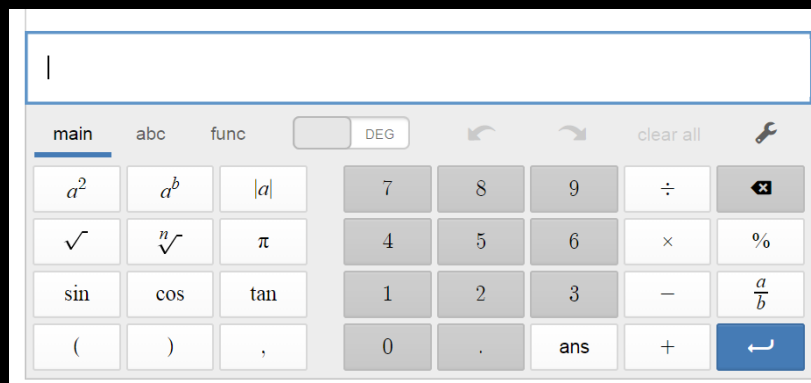 main abc func DEG clear all
a² aᵇ |a| 7 8 9 ÷
√ ⁿ√ π 4 5 6 × %
sin cos tan 1 2 3 − a/b
( ) , 0 . ans +